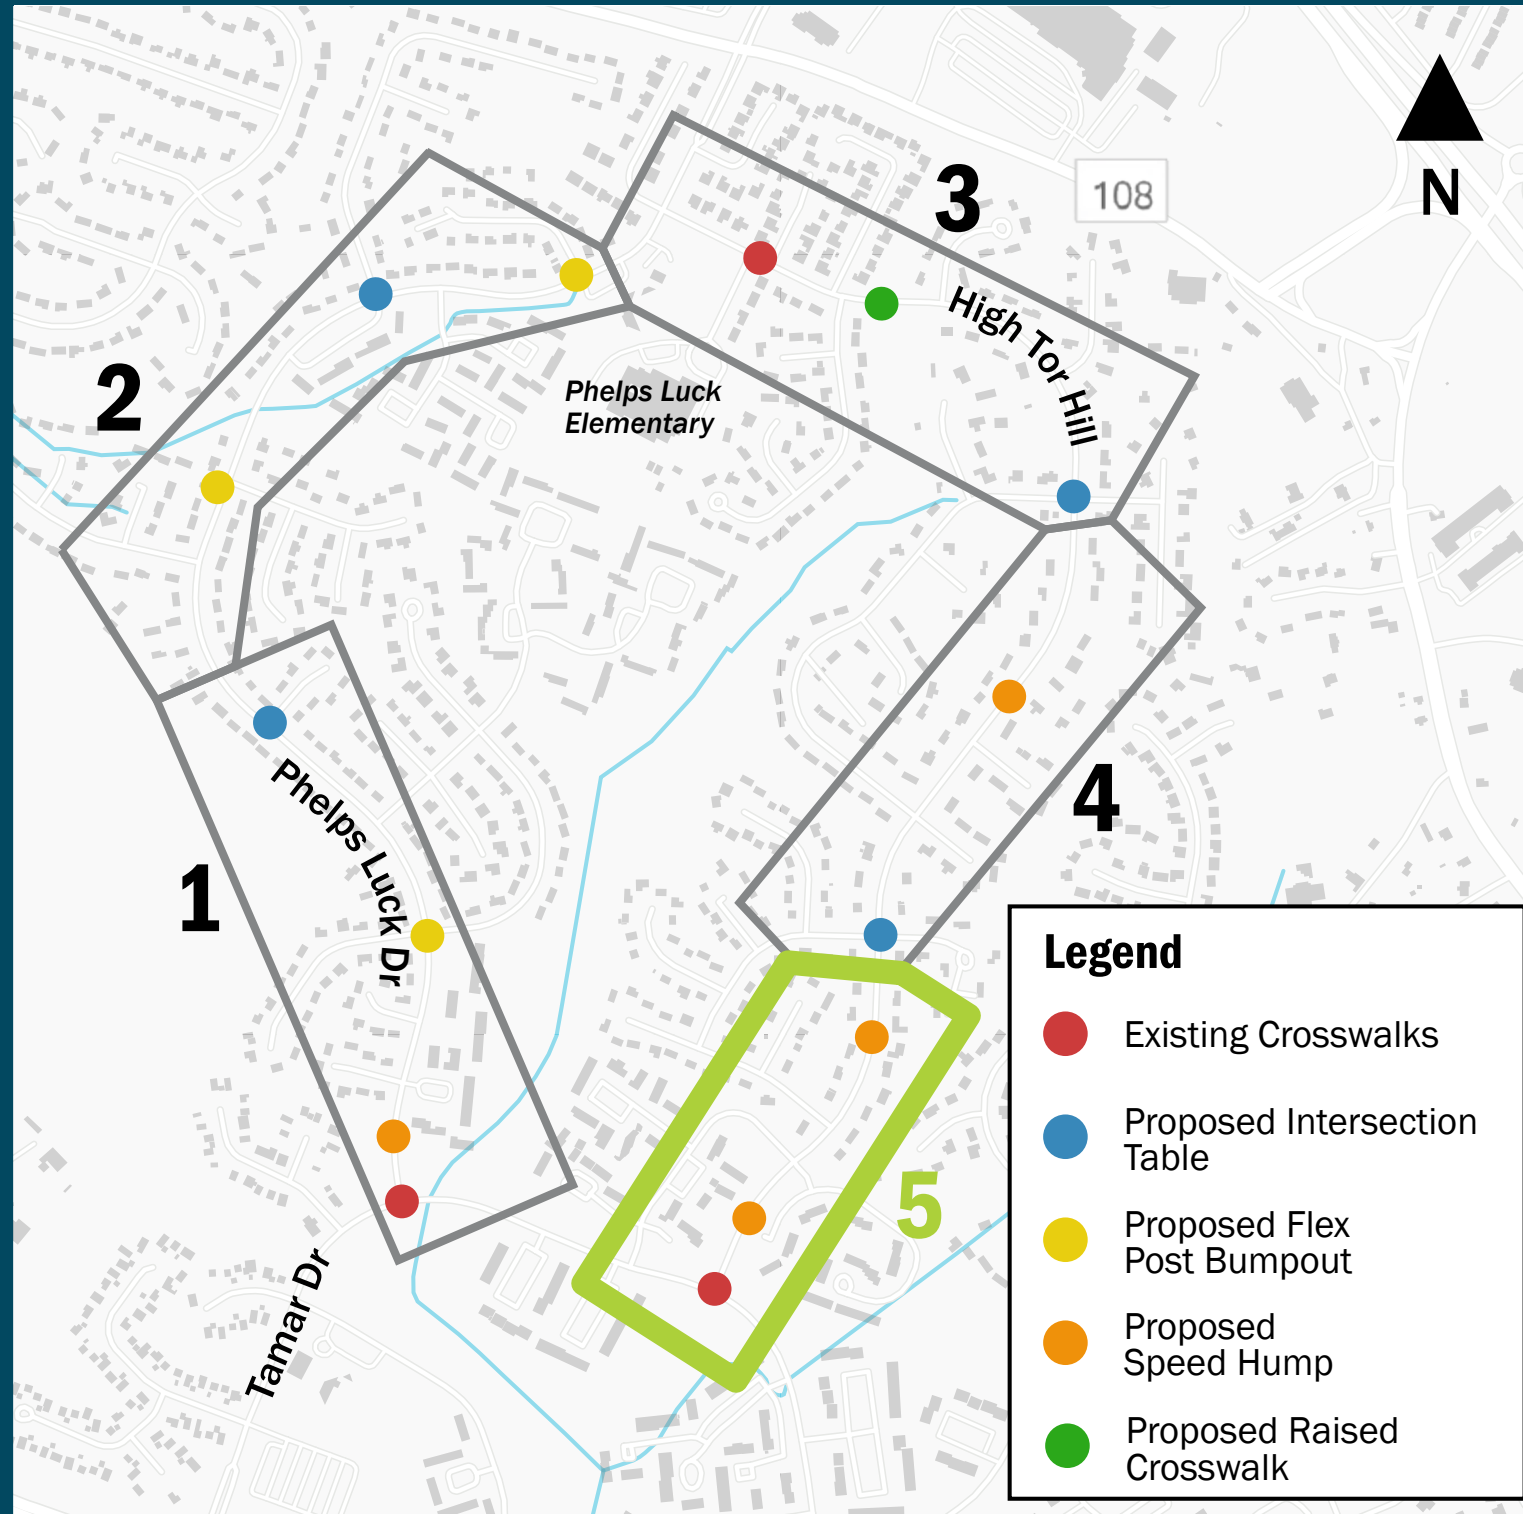 3
108
N
High Tor Hill
2
Phelps Luck
Elementary
Phelps Luck Dr
4
1
5
Tamar Dr
Legend
Existing Crosswalks
Proposed Intersection
Table
Proposed Flex
Post Bumpout
Proposed
Speed Hump
Proposed Raised
Crosswalk